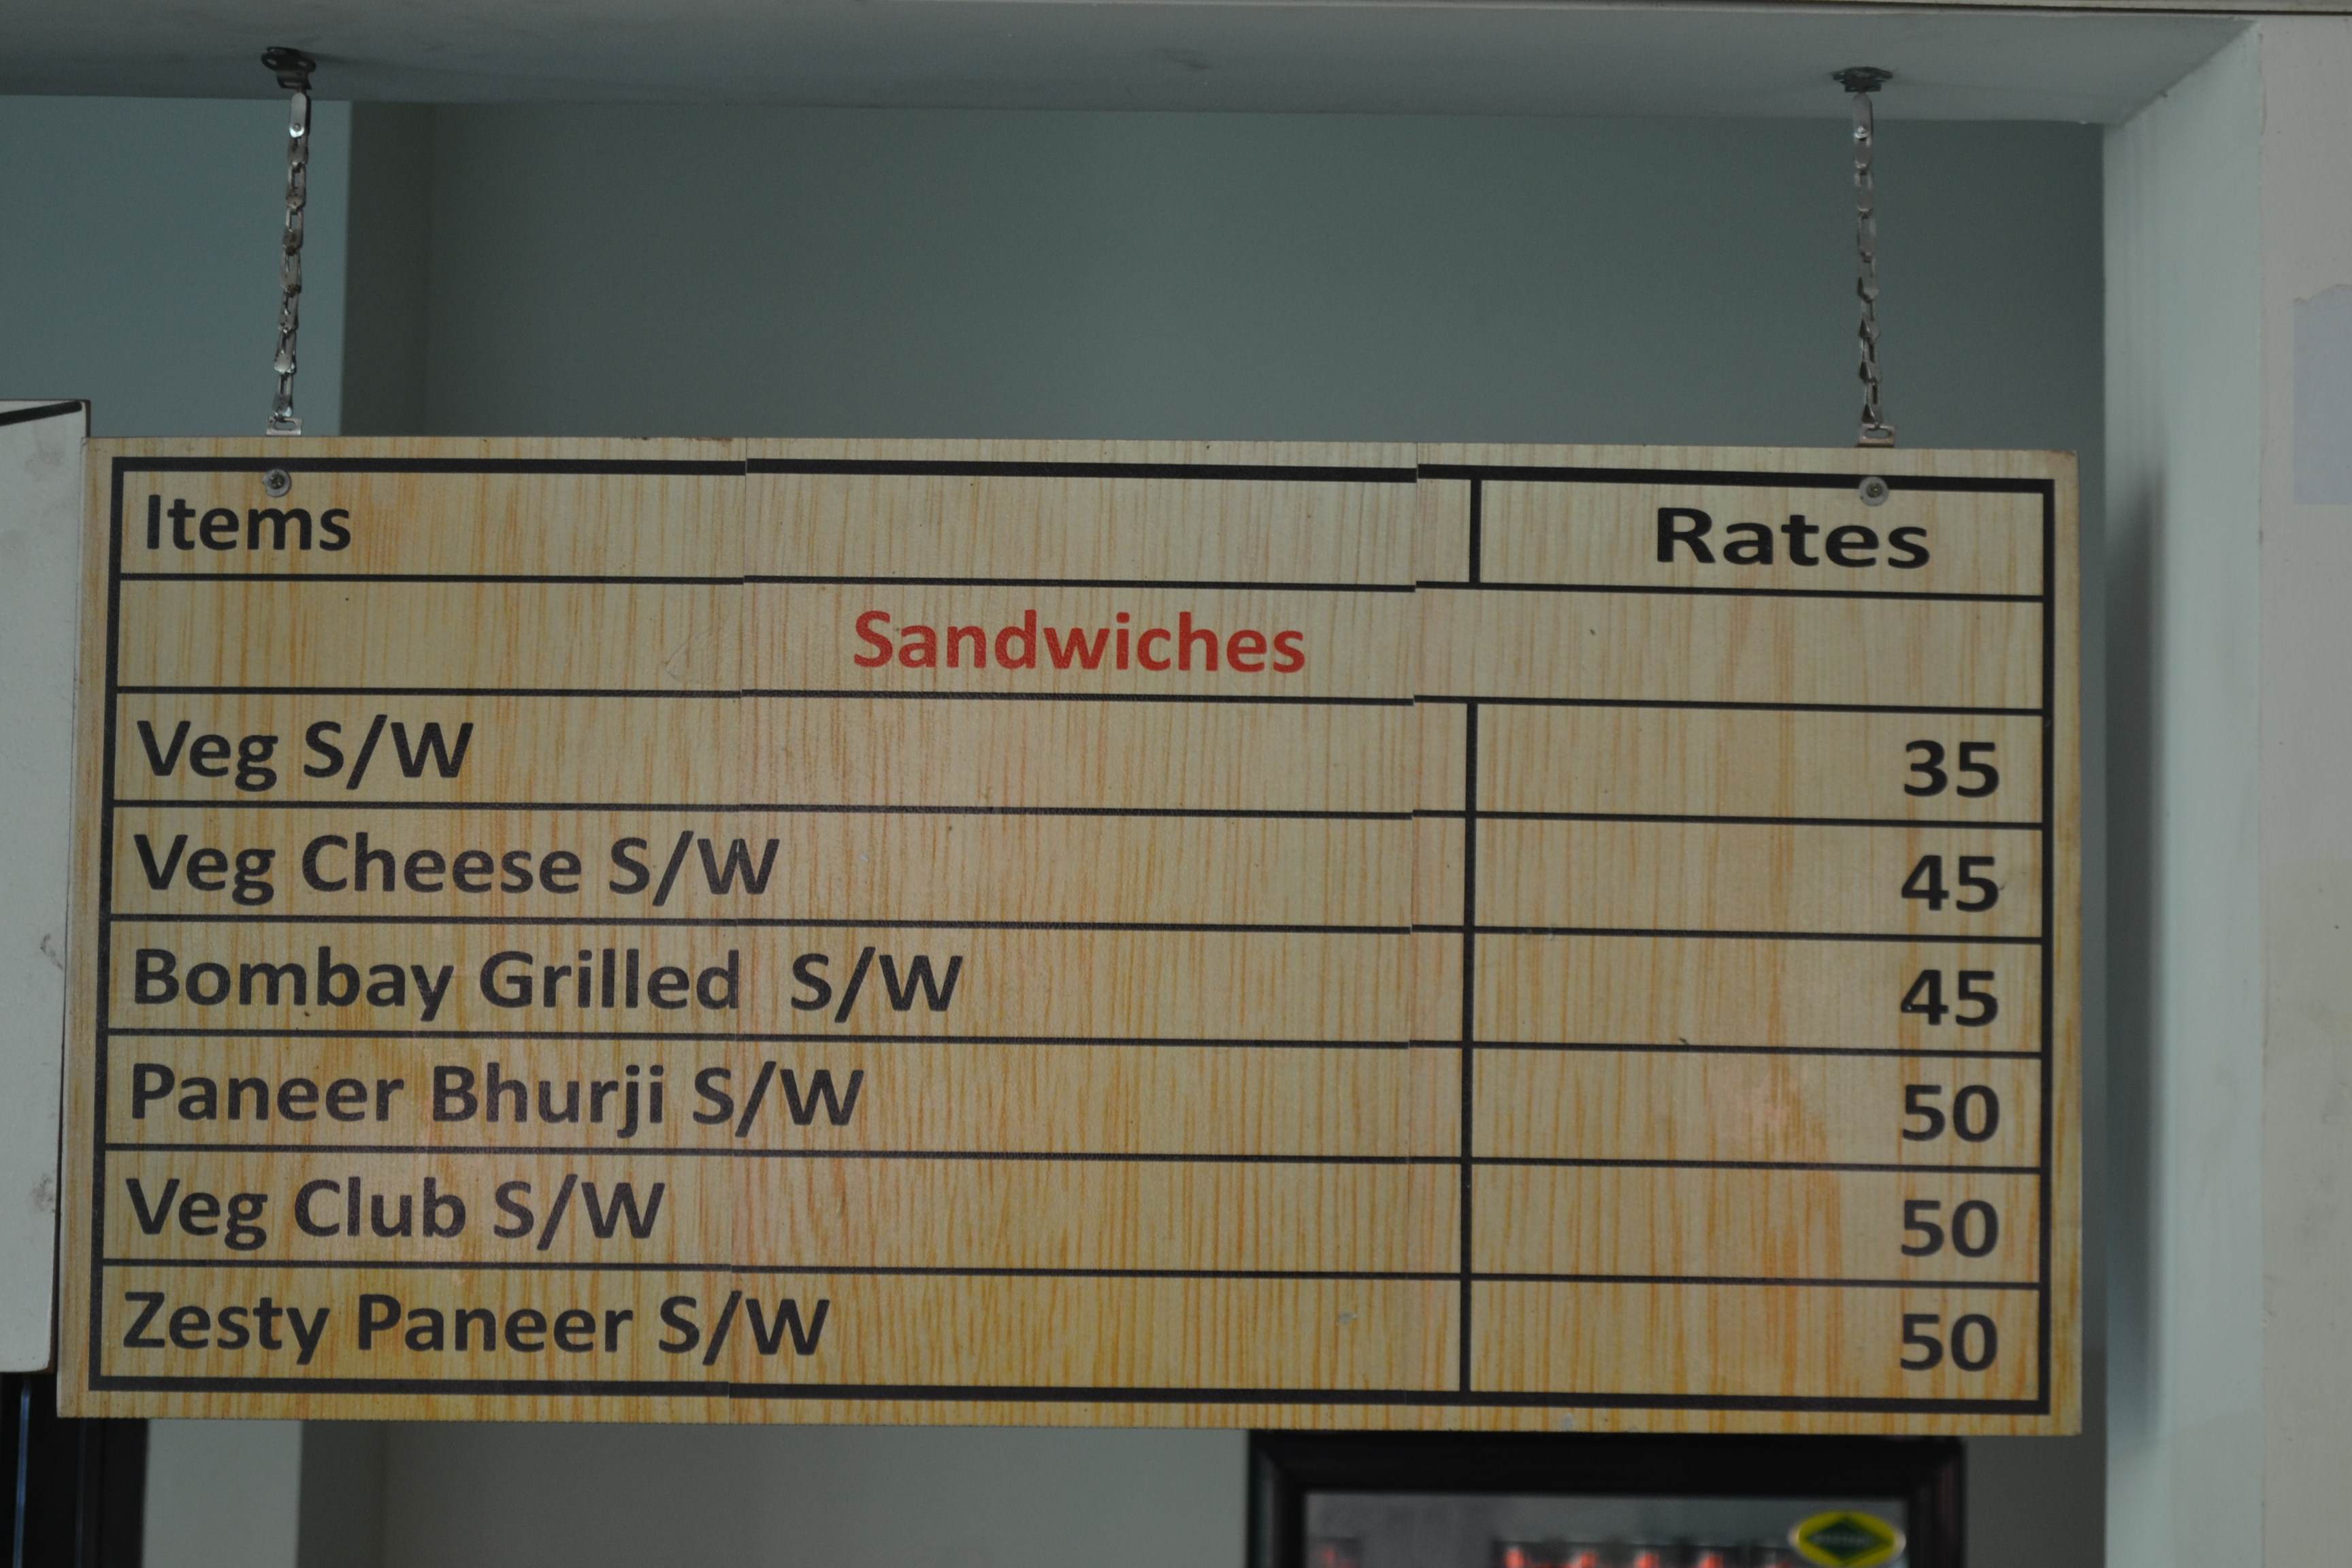 Items Rates
Sandwiches
Veg S/W 35
Veg Cheese S/W 45
Bombay Grilled  S/W 45
Paneer Bhurji S/W 50
Veg Club S/W 50
Zesty Paneer S/W 50